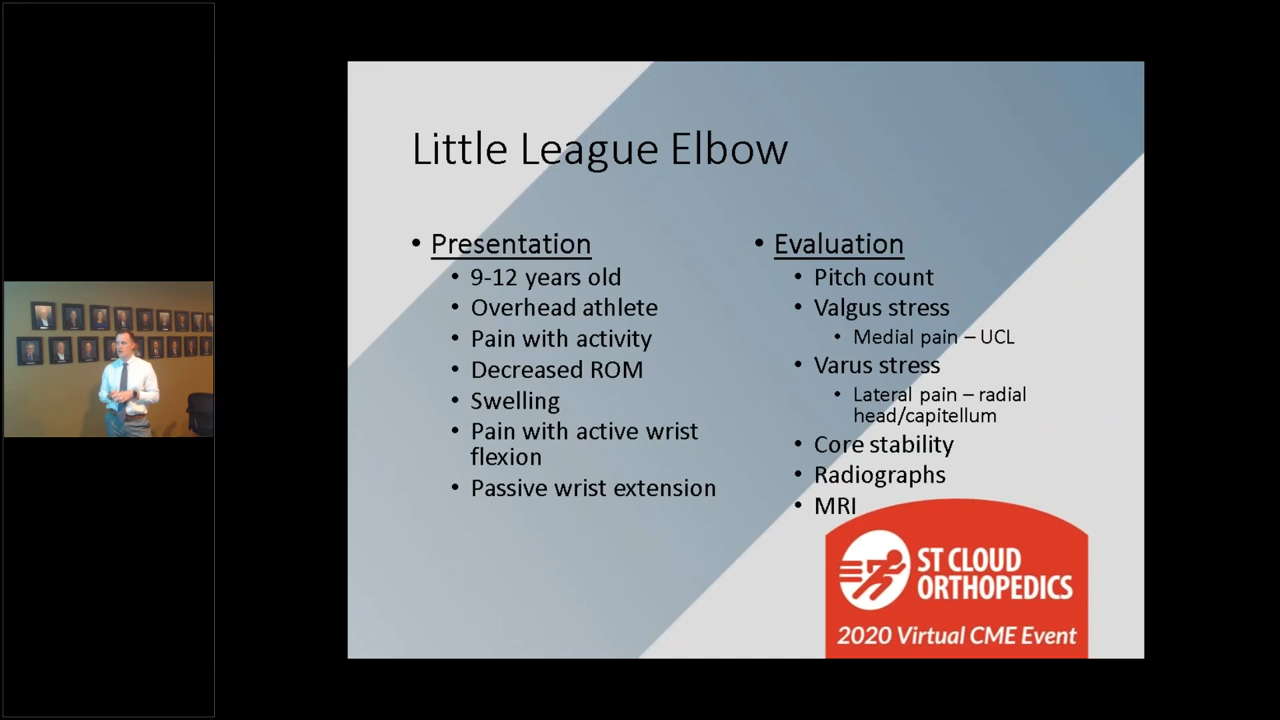 Little League Elbow
• Presentation
• 9-12 years old
• Overhead athlete
• Pain with activity
• Decreased ROM
• Swelling
• Pain with active wrist
flexion
• Passive wrist extension
• Evaluation
• Pitch count
• Valgus stress
• Medial pain – UCL
• Varus stress
• Lateral pain – radial
head/capitellum
• Core stability
• Radiographs
• MRI
ST CLOUD
ORTHOPEDICS
2020 Virtual CME Event